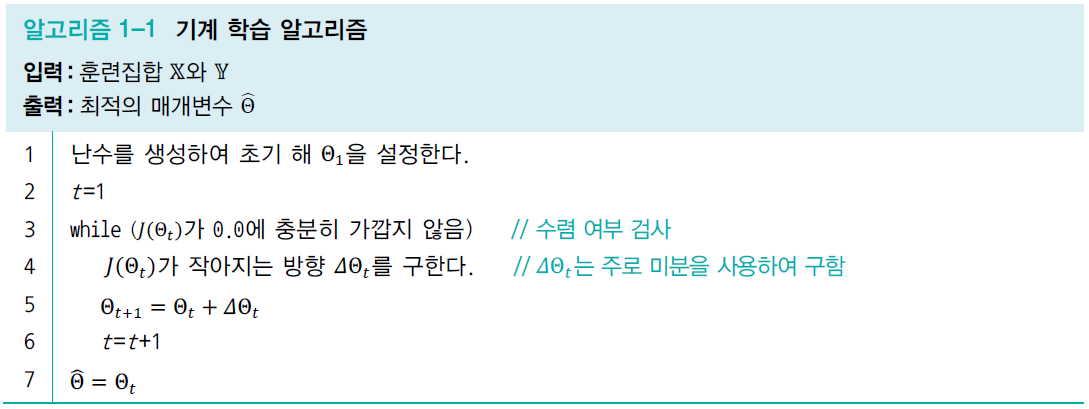 알고리즘 1–1 기계 학습 알고리즘
입력: 훈련집합 𝕏와 𝕐
출력: 최적의 매개변수 Θ̂
1 난수를 생성하여 초기 해 Θ₁을 설정한다.
2 t=1
3 while (J(Θₜ)가 0.0에 충분히 가깝지 않음) // 수렴 여부 검사
4 J(Θₜ)가 작아지는 방향 ΔΘₜ를 구한다. // ΔΘₜ는 주로 미분을 사용하여 구함
5 Θₜ₊₁ = Θₜ + ΔΘₜ
6 t=t+1
7 Θ̂ = Θₜ